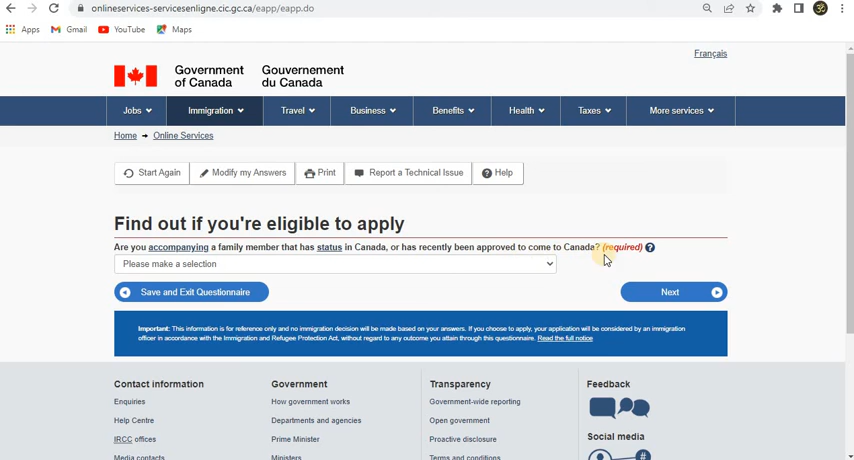 onlineservices-servicesenligne.cic.gc.ca/eapp/eapp.do
Apps Gmail YouTube Maps
Français
Government of Canada
Gouvernement du Canada
Jobs Immigration Travel Business Benefits Health Taxes More services
Home Online Services
Start Again Modify my Answers Print Report a Technical Issue Help
Find out if you're eligible to apply
Are you accompanying a family member that has status in Canada, or has recently been approved to come to Canada? (required)
Please make a selection
Save and Exit Questionnaire Next
Important: This information is for reference only and no immigration decision will be made based on your answers. If you choose to apply, your application will be considered by an immigration
officer in accordance with the Immigration and Refugee Protection Act, without regard to any outcome you attain through this questionnaire. Read the full notice
Contact information Government Transparency Feedback
Enquiries How government works Government-wide reporting
Help Centre Departments and agencies Open government
IRCC offices Prime Minister Proactive disclosure Social media
Media contacts Ministers Terms and conditions